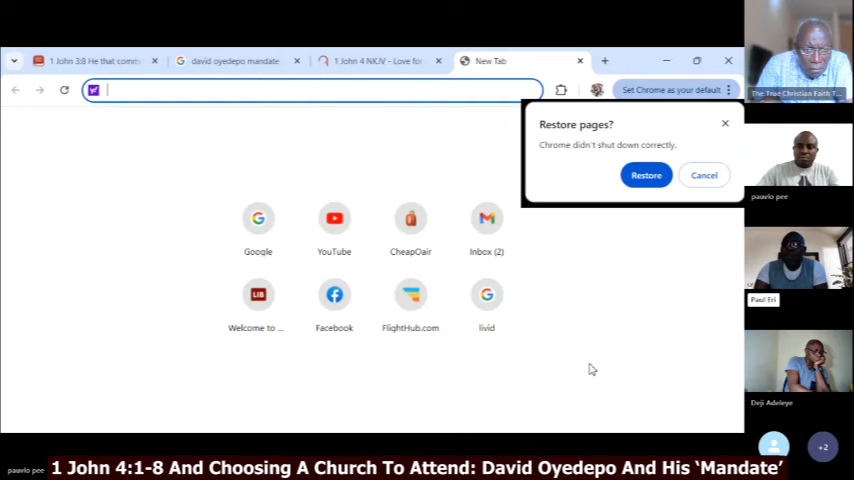 1 John 3:8 He that comm
david oyedepo mandate
1 John 4 NKJV - Love for
New Tab
Set Chrome as your default
Restore pages?
Chrome didn't shut down correctly.
Restore
Cancel
Google
YouTube
CheapOair
Inbox (2)
LIB
Welcome to ...
Facebook
FlightHub.com
livid
The True Christian Faith T...
pauvlo pee
Paul Eri
Deji Adeleye
+2
pauvlo pee
1 John 4:1-8 And Choosing A Church To Attend: David Oyedepo And His ‘Mandate’